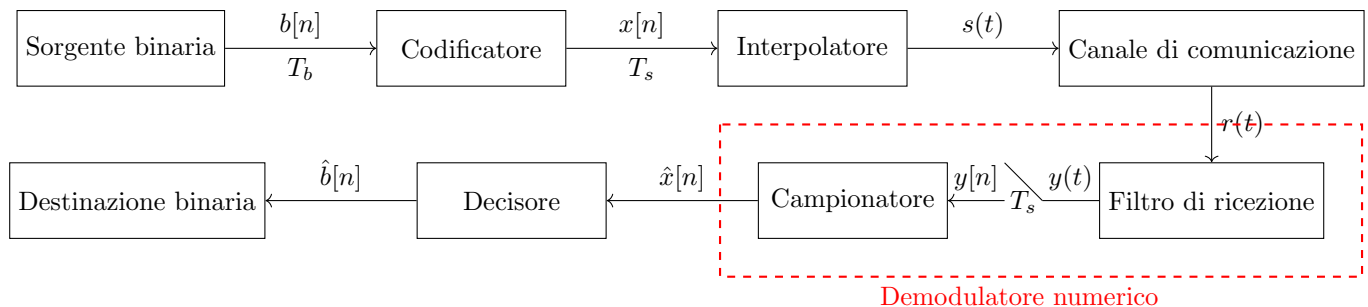 Sorgente binaria
b[n]
T_b
Codificatore
x[n]
T_s
Interpolatore
s(t)
Canale di comunicazione
r(t)
Destinazione binaria
b̂[n]
Decisore
x̂[n]
Campionatore
y[n]
T_s
y(t)
Filtro di ricezione
Demodulatore numerico